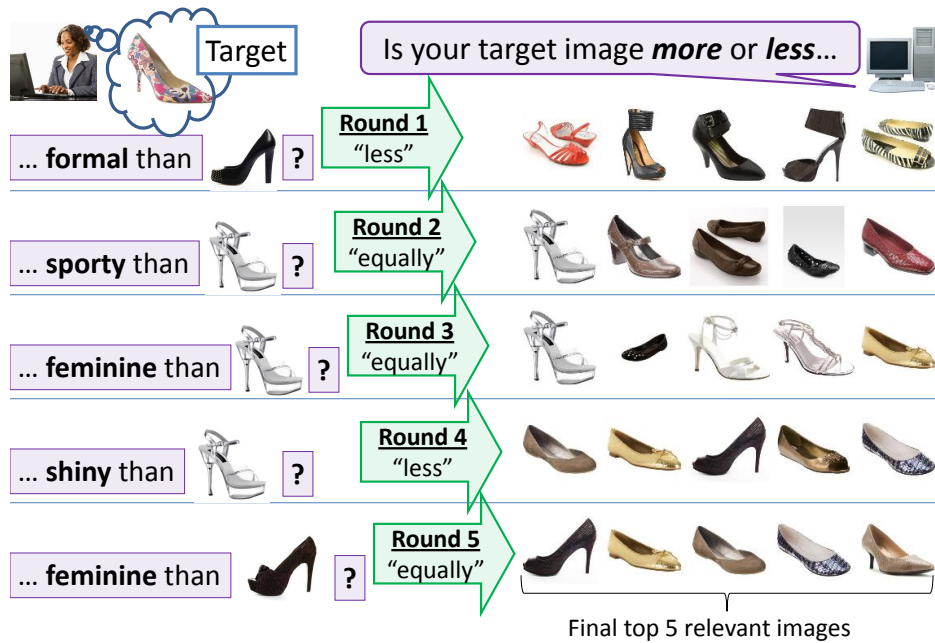 Target
Is your target image more or less…
… formal than
?
Round 1
“less”
… sporty than
?
Round 2
“equally”
… feminine than
?
Round 3
“equally”
… shiny than
?
Round 4
“less”
… feminine than
?
Round 5
“equally”
Final top 5 relevant images